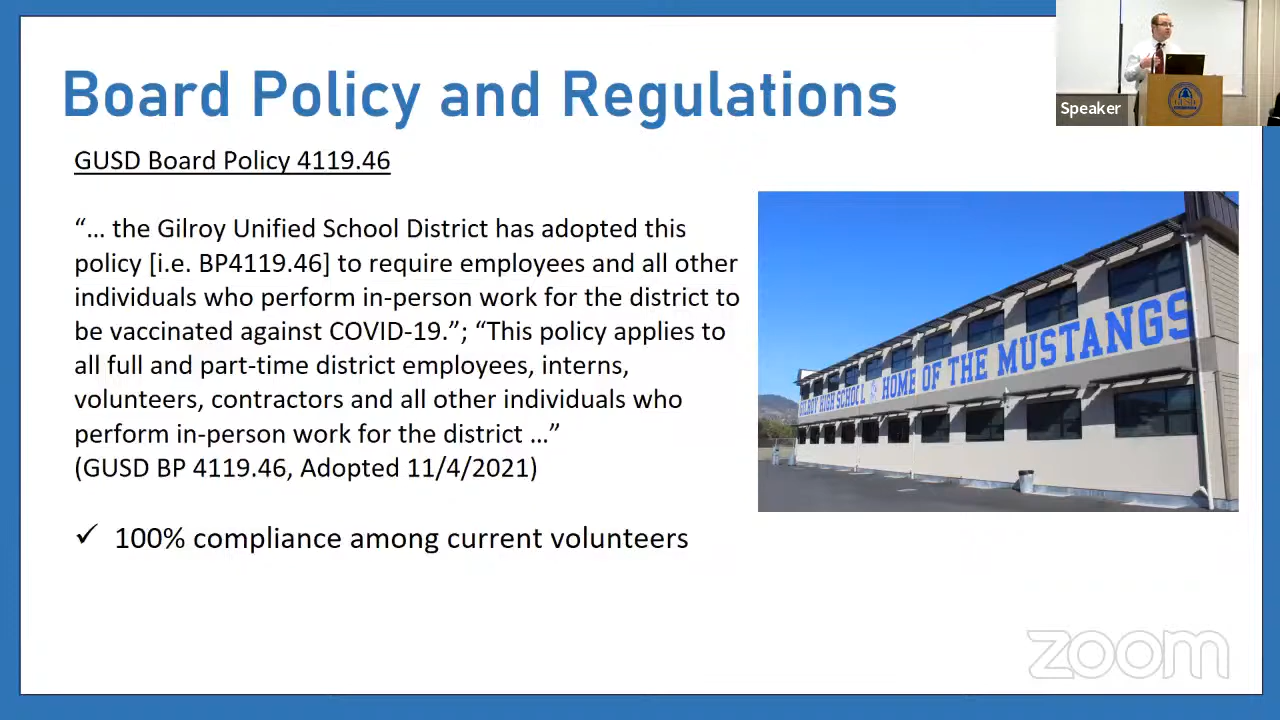 Board Policy and Regulations
Speaker
GUSD
GUSD Board Policy 4119.46
“… the Gilroy Unified School District has adopted this
policy [i.e. BP4119.46] to require employees and all other
individuals who perform in-person work for the district to
be vaccinated against COVID-19.”; “This policy applies to
all full and part-time district employees, interns,
volunteers, contractors and all other individuals who
perform in-person work for the district …”
(GUSD BP 4119.46, Adopted 11/4/2021)
✓ 100% compliance among current volunteers
GILROY HIGH SCHOOL HOME OF THE MUSTANGS
zoom